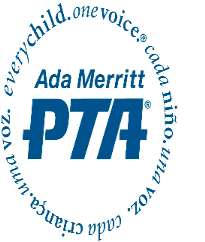 everychild.onevoice.®
cada niño.una voz.
cada criança.uma voz.
Ada Merritt
PTA®